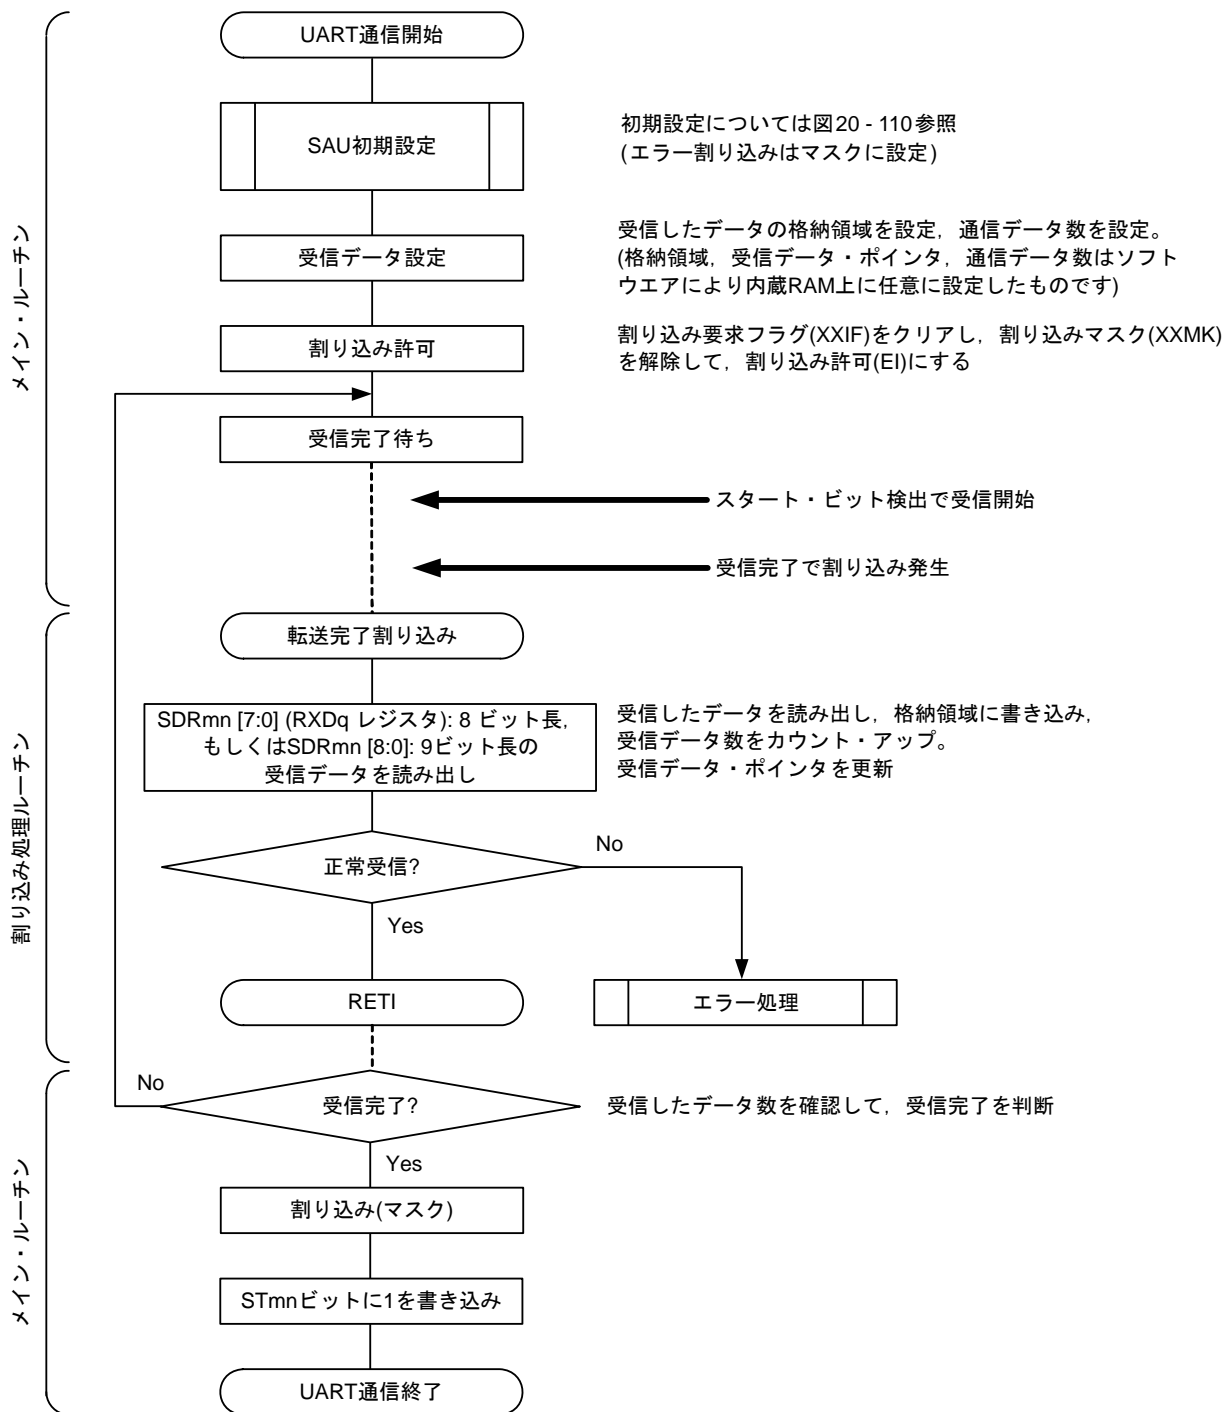 UART通信開始
SAU初期設定
初期設定については図20 - 110参照
(エラー割り込みはマスクに設定)
メイン・ルーチン
受信データ設定
受信したデータの格納領域を設定，通信データ数を設定。
(格納領域，受信データ・ポインタ，通信データ数はソフト
ウエアにより内蔵RAM上に任意に設定したものです)
割り込み許可
割り込み要求フラグ(XXIF)をクリアし，割り込みマスク(XXMK)
を解除して，割り込み許可(EI)にする
受信完了待ち
スタート・ビット検出で受信開始
受信完了で割り込み発生
転送完了割り込み
割り込み処理ルーチン
SDRmn [7:0] (RXDq レジスタ): 8 ビット長，
もしくはSDRmn [8:0]: 9ビット長の
受信データを読み出し
受信したデータを読み出し，格納領域に書き込み，
受信データ数をカウント・アップ。
受信データ・ポインタを更新
正常受信?
No
Yes
RETI
エラー処理
No
受信完了?
受信したデータ数を確認して，受信完了を判断
Yes
メイン・ルーチン
割り込み(マスク)
STmnビットに1を書き込み
UART通信終了